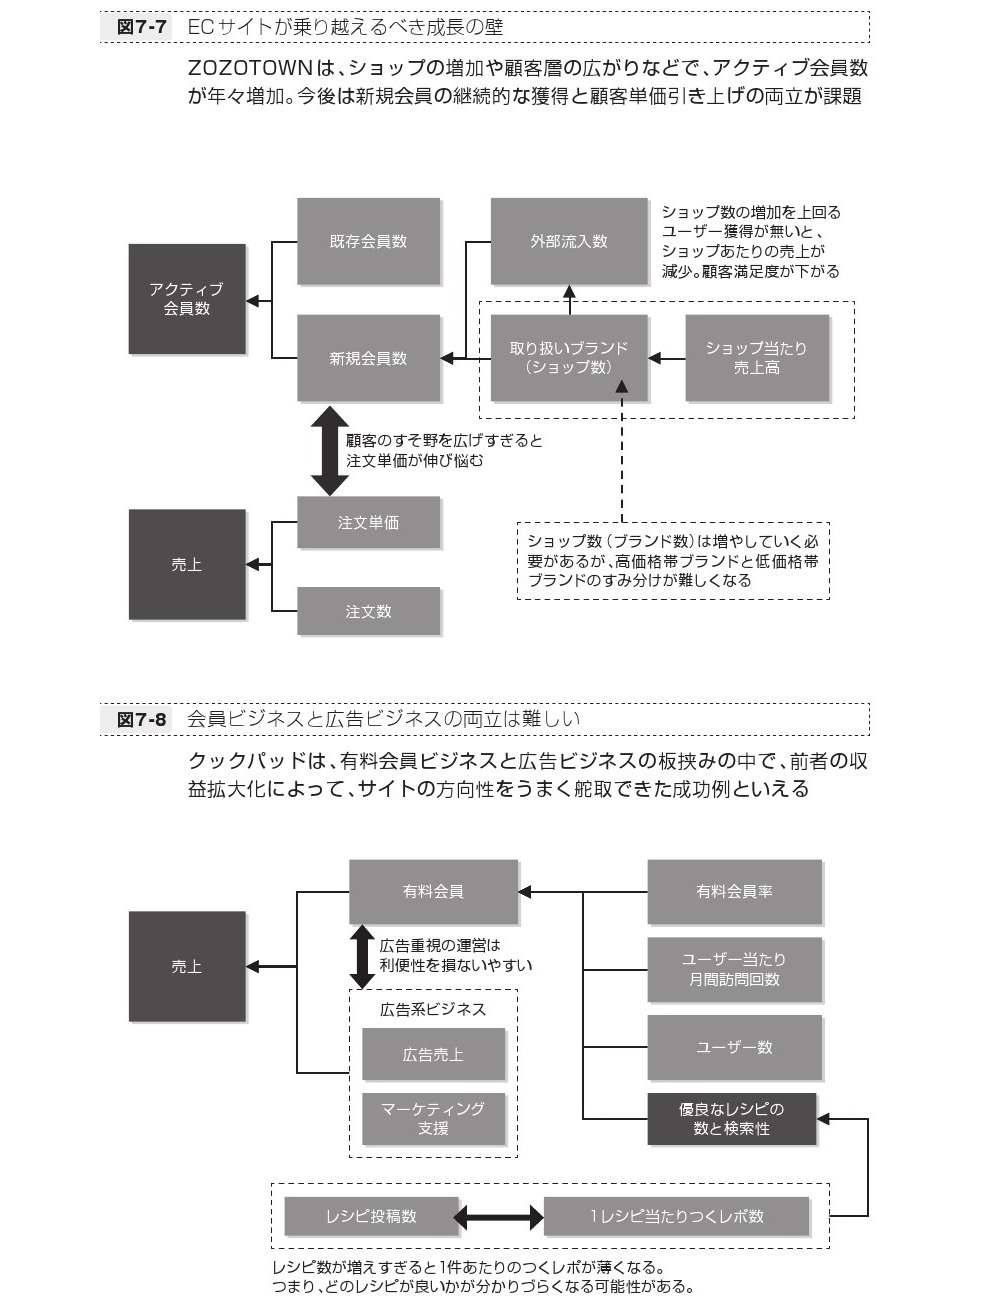 図7-7 ECサイトが乗り越えるべき成長の壁
ZOZOTOWNは、ショップの増加や顧客層の広がりなどで、アクティブ会員数
が年々増加。今後は新規会員の継続的な獲得と顧客単価引き上げの両立が課題
既存会員数
外部流入数
ショップ数の増加を上回る
ユーザー獲得が無いと、
ショップあたりの売上が
減少。顧客満足度が下がる
アクティブ
会員数
新規会員数
取り扱いブランド
(ショップ数)
ショップ当たり
売上高
顧客のすそ野を広げすぎると
注文単価が伸び悩む
注文単価
売上
注文数
ショップ数(ブランド数)は増やしていく必
要があるが、高価格帯ブランドと低価格帯
ブランドのすみ分けが難しくなる
図7-8 会員ビジネスと広告ビジネスの両立は難しい
クックパッドは、有料会員ビジネスと広告ビジネスの板挟みの中で、前者の収
益拡大化によって、サイトの方向性をうまく舵取できた成功例といえる
有料会員
有料会員率
売上
広告重視の運営は
利便性を損ないやすい
ユーザー当たり
月間訪問回数
広告系ビジネス
広告売上
ユーザー数
マーケティング
支援
優良なレシピの
数と検索性
レシピ投稿数
1レシピ当たりつくレポ数
レシピ数が増えすぎると1件あたりのつくレポが薄くなる。
つまり、どのレシピが良いかが分かりづらくなる可能性がある。